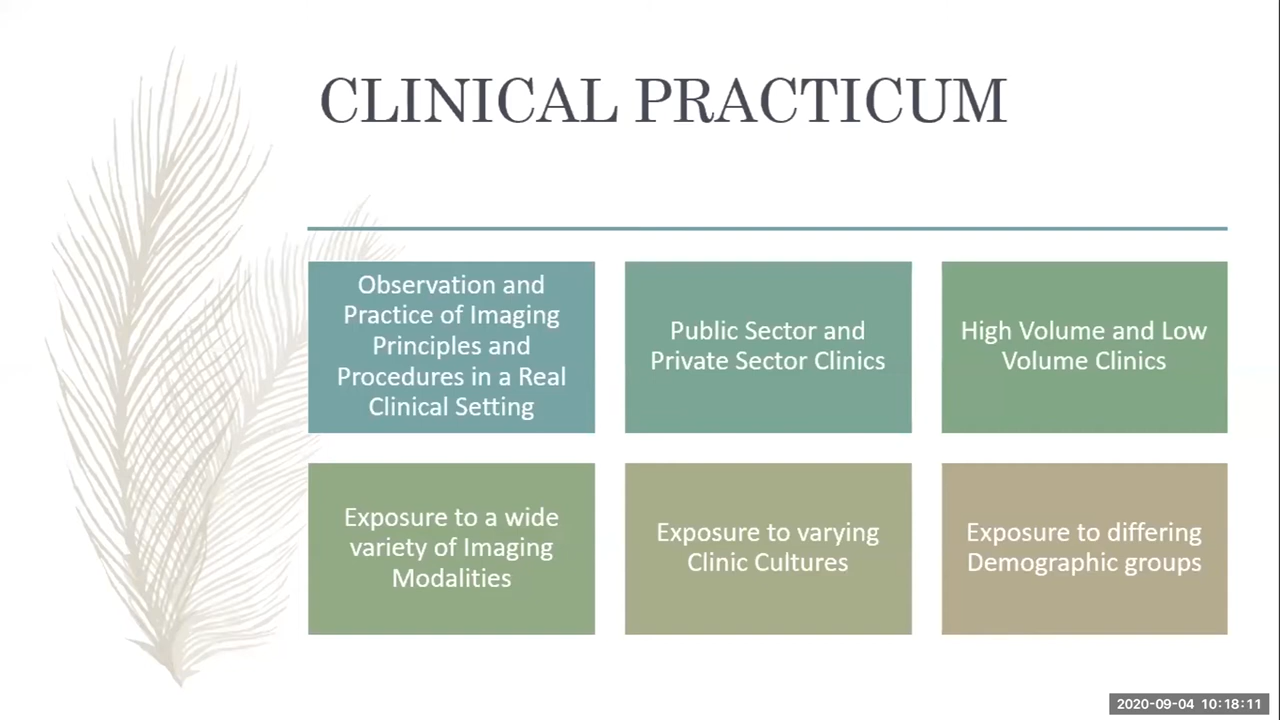 CLINICAL PRACTICUM
Observation and
Practice of Imaging
Principles and
Procedures in a Real
Clinical Setting
Public Sector and
Private Sector Clinics
High Volume and Low
Volume Clinics
Exposure to a wide
variety of Imaging
Modalities
Exposure to varying
Clinic Cultures
Exposure to differing
Demographic groups
2020-09-04 10:18:11